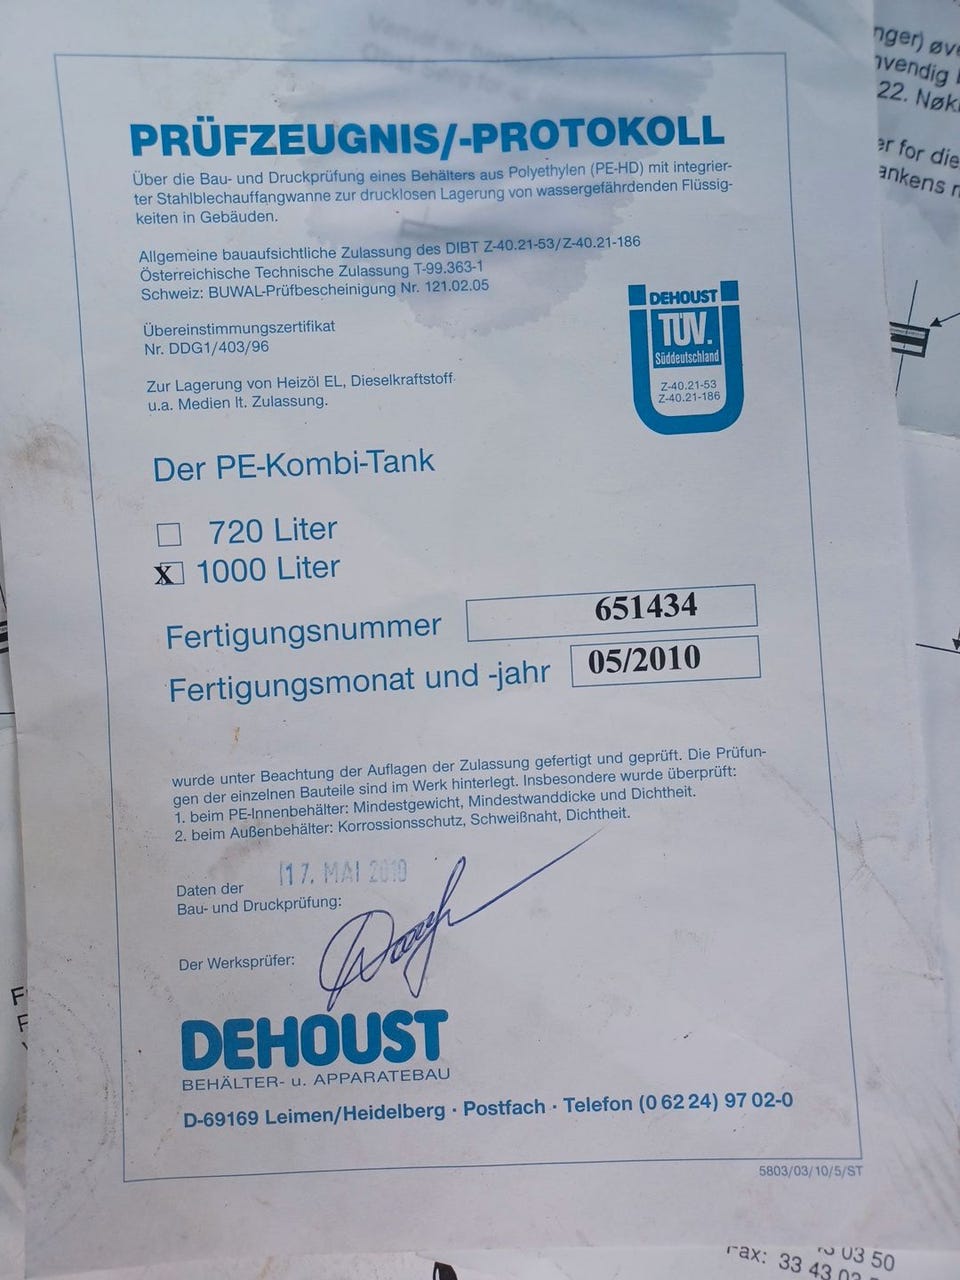 PRÜFZEUGNIS/-PROTOKOLL
Über die Bau- und Druckprüfung eines Behälters aus Polyethylen (PE-HD) mit integrier-
ter Stahlblechauffangwanne zur drucklosen Lagerung von wassergefährdenden Flüssig-
keiten in Gebäuden.
Allgemeine bauaufsichtliche Zulassung des DIBT Z-40.21-53/Z-40.21-186
Österreichische Technische Zulassung T-99.363-1
Schweiz: BUWAL-Prüfbescheinigung Nr. 121.02.05
Übereinstimmungszertifikat
Nr. DDG1/403/96
Zur Lagerung von Heizöl EL, Dieselkraftstoff
u.a. Medien lt. Zulassung.
DEHOUST
TÜV.
Süddeutschland
Z-40.21-53
Z-40.21-186
Der PE-Kombi-Tank
720 Liter
X 1000 Liter
Fertigungsnummer 651434
Fertigungsmonat und -jahr 05/2010
wurde unter Beachtung der Auflagen der Zulassung gefertigt und geprüft. Die Prüfun-
gen der einzelnen Bauteile sind im Werk hinterlegt. Insbesondere wurde überprüft:
1. beim PE-Innenbehälter: Mindestgewicht, Mindestwanddicke und Dichtheit.
2. beim Außenbehälter: Korrossionsschutz, Schweißnaht, Dichtheit.
17. MAI 2010
Daten der
Bau- und Druckprüfung:
Der Werksprüfer:
DEHOUST
BEHÄLTER- u. APPARATEBAU
D-69169 Leimen/Heidelberg · Postfach · Telefon (0 62 24) 97 02-0
5803/03/10/5/ST
nger) øve
nvendig
22. Nøk
er for die
ankens
03 50
Fax: 33 43 03